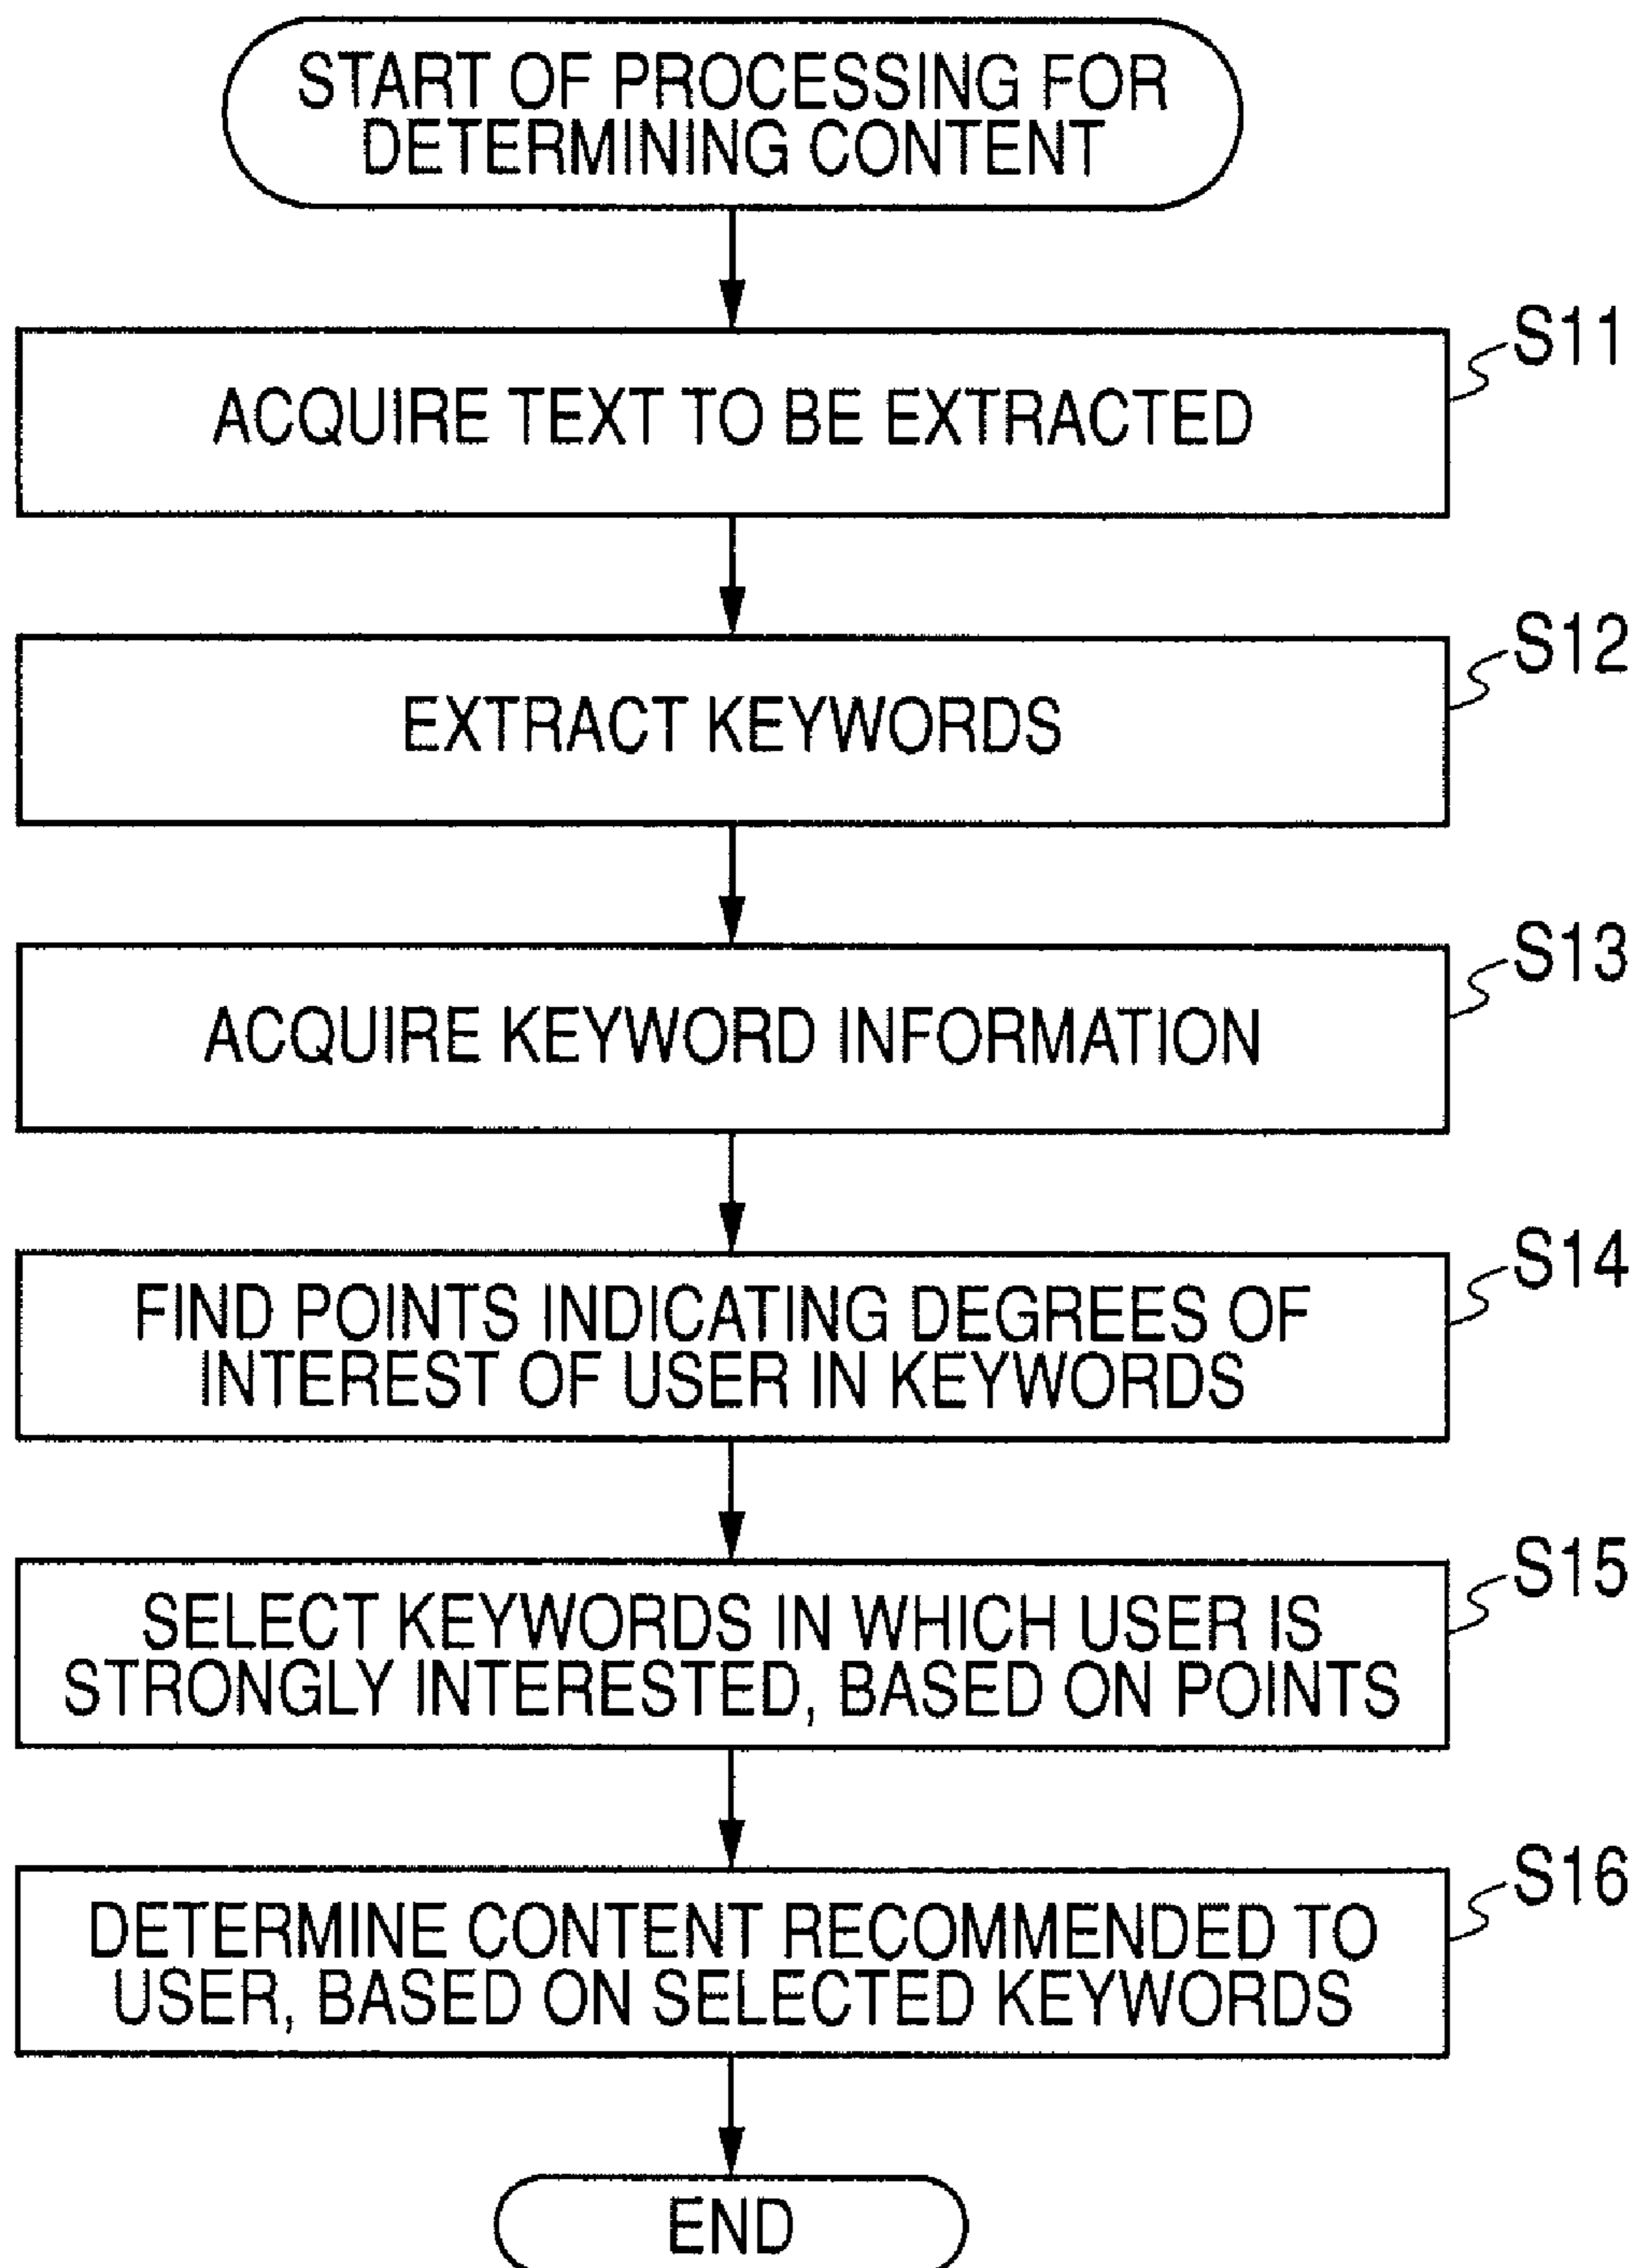 START OF PROCESSING FOR
DETERMINING CONTENT
S11
ACQUIRE TEXT TO BE EXTRACTED
S12
EXTRACT KEYWORDS
S13
ACQUIRE KEYWORD INFORMATION
S14
FIND POINTS INDICATING DEGREES OF
INTEREST OF USER IN KEYWORDS
S15
SELECT KEYWORDS IN WHICH USER IS
STRONGLY INTERESTED, BASED ON POINTS
S16
DETERMINE CONTENT RECOMMENDED TO
USER, BASED ON SELECTED KEYWORDS
END